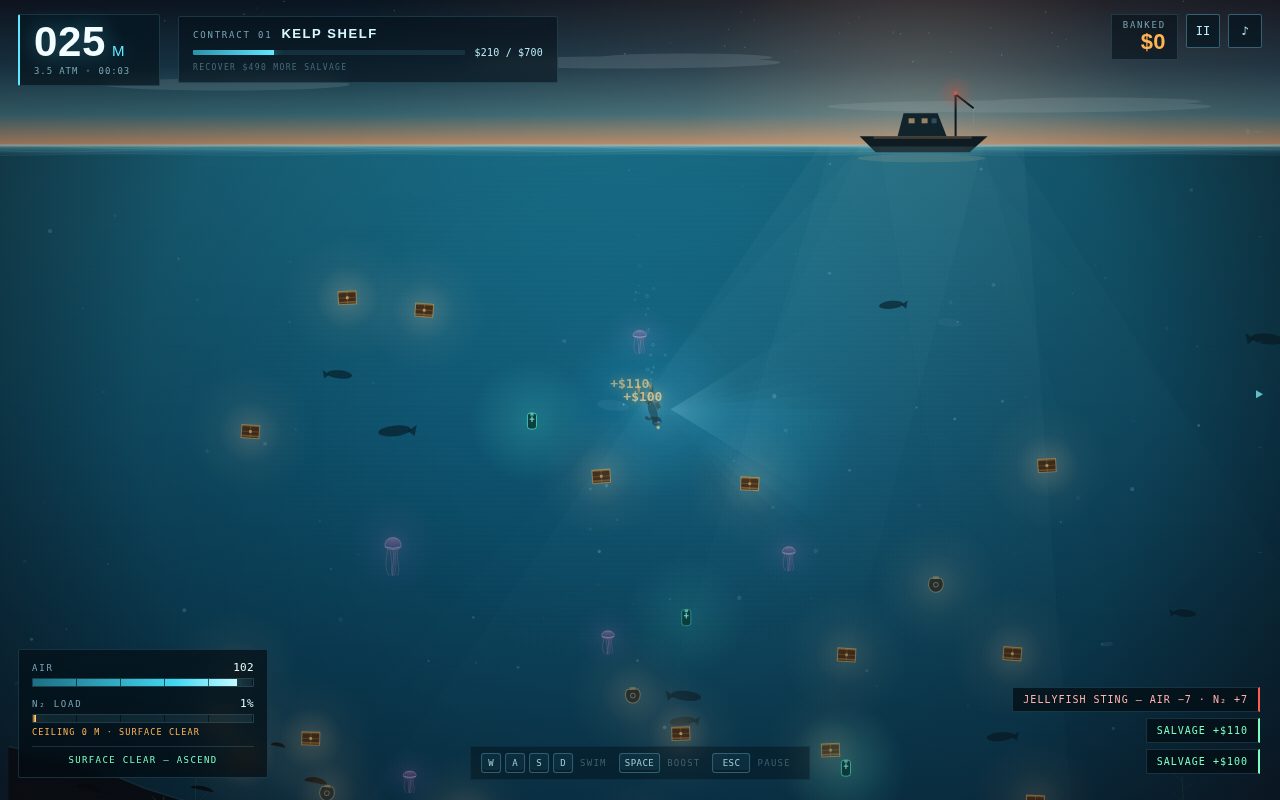 025 M
3.5 ATM · 00:03
CONTRACT 01 KELP SHELF
$210 / $700
RECOVER $490 MORE SALVAGE
BANKED
$0
II
♪
+$110
+$100
AIR 102
N₂ LOAD 1%
CEILING 0 M · SURFACE CLEAR
SURFACE CLEAR — ASCEND
W A S D SWIM SPACE BOOST ESC PAUSE
JELLYFISH STING — AIR −7 · N₂ +7
SALVAGE +$110
SALVAGE +$100